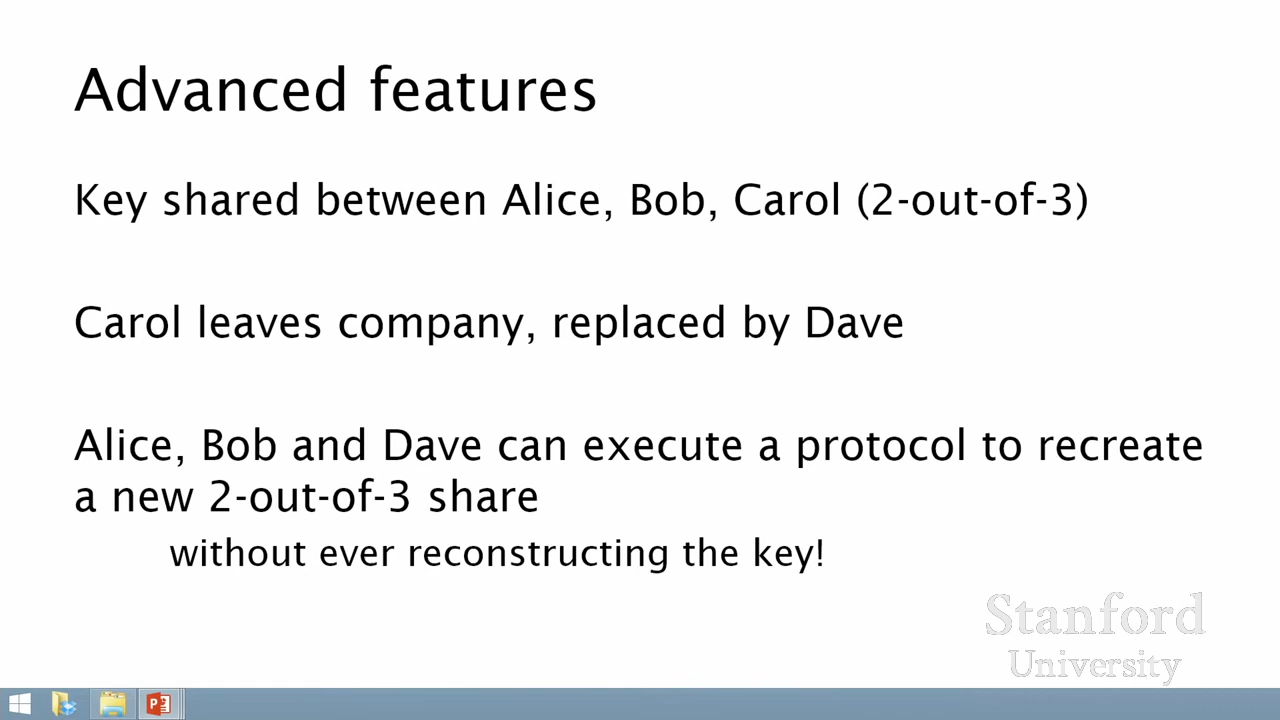 Advanced features
Key shared between Alice, Bob, Carol (2-out-of-3)
Carol leaves company, replaced by Dave
Alice, Bob and Dave can execute a protocol to recreate
a new 2-out-of-3 share
without ever reconstructing the key!
Stanford
University